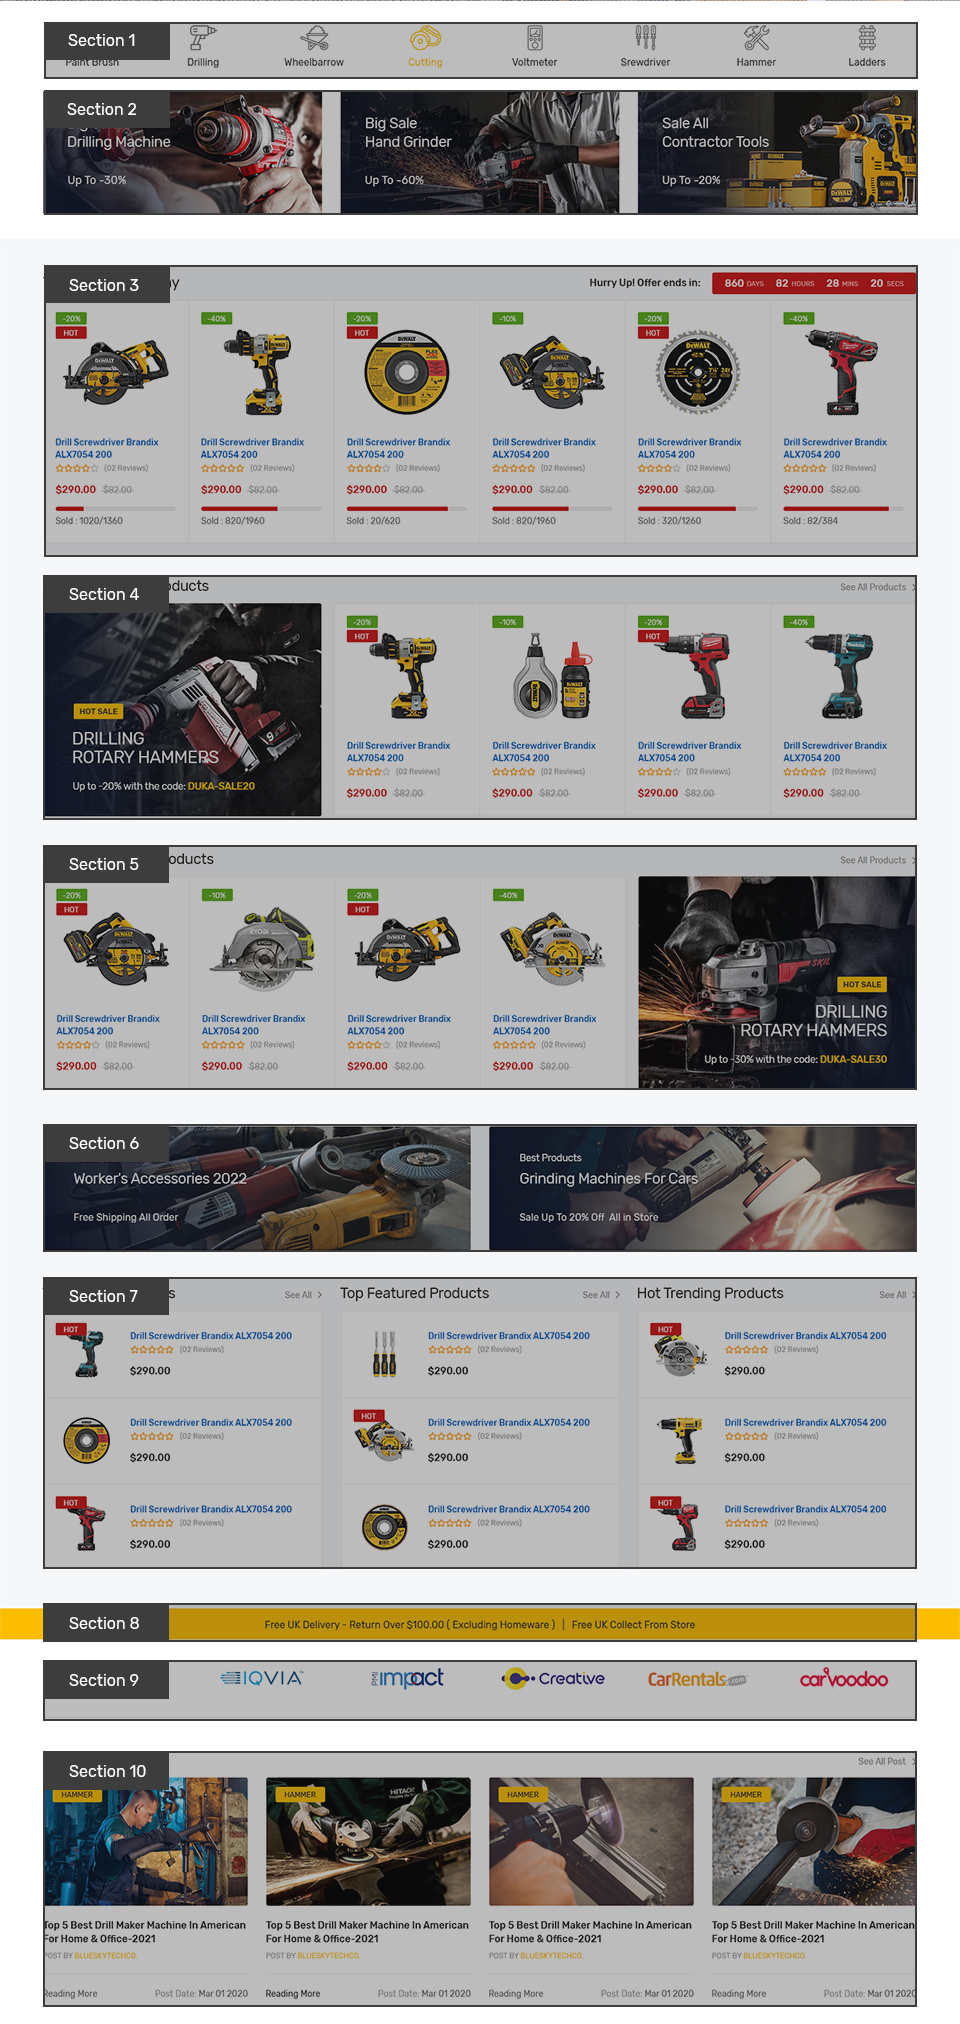 Section 1
Paint Brush
Drilling
Wheelbarrow
Cutting
Voltmeter
Srewdriver
Hammer
Ladders
Section 2
Drilling Machine
Up To -30%
Big Sale
Hand Grinder
Up To -60%
Sale All
Contractor Tools
Up To -20%
Section 3
Hurry Up! Offer ends in:
860 DAYS 82 HOURS 28 MINS 20 SECS
-20%
HOT
Drill Screwdriver Brandix
ALX7054 200
(02 Reviews)
$290.00 $82.00
Sold : 1020/1360
-40%
Drill Screwdriver Brandix
ALX7054 200
(02 Reviews)
$290.00 $82.00
Sold : 820/1960
-20%
HOT
Drill Screwdriver Brandix
ALX7054 200
(02 Reviews)
$290.00 $82.00
Sold : 20/620
-10%
Drill Screwdriver Brandix
ALX7054 200
(02 Reviews)
$290.00 $82.00
Sold : 820/1960
-20%
HOT
Drill Screwdriver Brandix
ALX7054 200
(02 Reviews)
$290.00 $82.00
Sold : 320/1260
-40%
Drill Screwdriver Brandix
ALX7054 200
(02 Reviews)
$290.00 $82.00
Sold : 82/384
Section 4
See All Products
HOT SALE
DRILLING
ROTARY HAMMERS
Up to -20% with the code: DUKA-SALE20
-20%
HOT
Drill Screwdriver Brandix
ALX7054 200
(02 Reviews)
$290.00 $82.00
-10%
Drill Screwdriver Brandix
ALX7054 200
(02 Reviews)
$290.00 $82.00
-20%
HOT
Drill Screwdriver Brandix
ALX7054 200
(02 Reviews)
$290.00 $82.00
-40%
Drill Screwdriver Brandix
ALX7054 200
(02 Reviews)
$290.00 $82.00
Section 5
See All Products
-20%
HOT
Drill Screwdriver Brandix
ALX7054 200
(02 Reviews)
$290.00 $82.00
-10%
Drill Screwdriver Brandix
ALX7054 200
(02 Reviews)
$290.00 $82.00
-20%
HOT
Drill Screwdriver Brandix
ALX7054 200
(02 Reviews)
$290.00 $82.00
-40%
Drill Screwdriver Brandix
ALX7054 200
(02 Reviews)
$290.00 $82.00
HOT SALE
DRILLING
ROTARY HAMMERS
Up to -30% with the code: DUKA-SALE30
Section 6
Worker's Accessories 2022
Free Shipping All Order
Best Products
Grinding Machines For Cars
Sale Up To 20% Off All in Store
Section 7
See All
HOT
Drill Screwdriver Brandix ALX7054 200
(02 Reviews)
$290.00
Drill Screwdriver Brandix ALX7054 200
(02 Reviews)
$290.00
HOT
Drill Screwdriver Brandix ALX7054 200
(02 Reviews)
$290.00
Top Featured Products
See All
Drill Screwdriver Brandix ALX7054 200
(02 Reviews)
$290.00
HOT
Drill Screwdriver Brandix ALX7054 200
(02 Reviews)
$290.00
Drill Screwdriver Brandix ALX7054 200
(02 Reviews)
$290.00
Hot Trending Products
See All
HOT
Drill Screwdriver Brandix ALX7054 200
(02 Reviews)
$290.00
Drill Screwdriver Brandix ALX7054 200
(02 Reviews)
$290.00
HOT
Drill Screwdriver Brandix ALX7054 200
(02 Reviews)
$290.00
Section 8
Free UK Delivery - Return Over $100.00 ( Excluding Homeware ) | Free UK Collect From Store
Section 9
IQVIA
PMI impact
Creative
CarRentals.com
carvoodoo
Section 10
See All Post
HAMMER
Top 5 Best Drill Maker Machine In American
For Home & Office-2021
POST BY BLUESKYTECHCO.
Reading More
Post Date: Mar 01 2020
HAMMER
HITACHI
Top 5 Best Drill Maker Machine In American
For Home & Office-2021
POST BY BLUESKYTECHCO.
Reading More
Post Date: Mar 01 2020
HAMMER
Top 5 Best Drill Maker Machine In American
For Home & Office-2021
POST BY BLUESKYTECHCO.
Reading More
Post Date: Mar 01 2020
HAMMER
Top 5 Best Drill Maker Machine In American
For Home & Office-2021
POST BY BLUESKYTECHCO.
Reading More
Post Date: Mar 01 2020